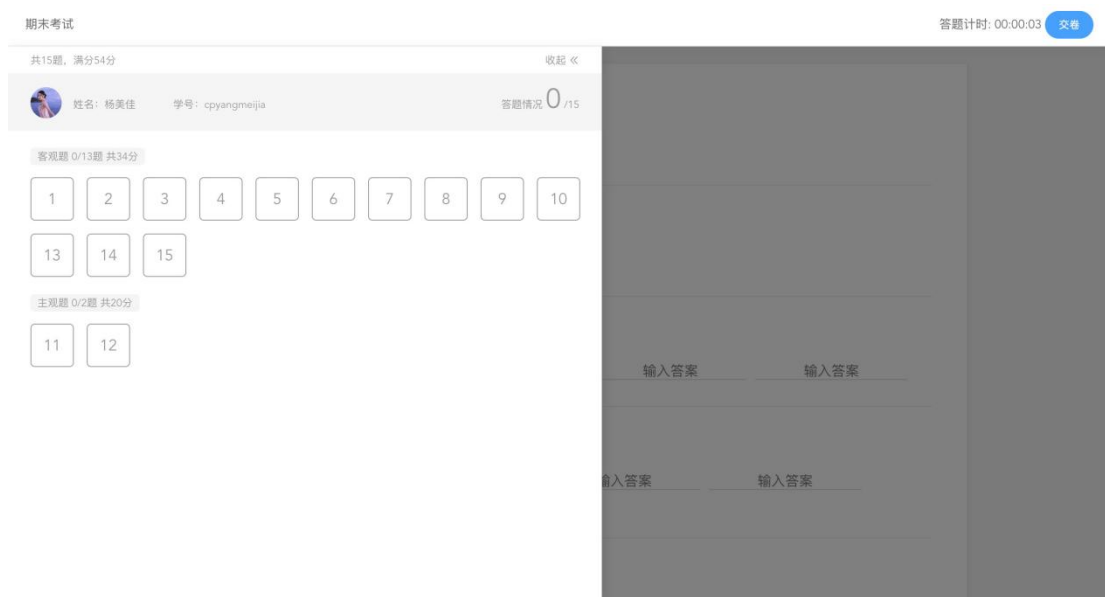 期末考试 答题计时: 00:00:03 交卷
共15题，满分54分 收起 《
姓名：杨美佳 学号：cpyangmeijia 答题情况 0 /15
客观题 0/13题 共34分
1 2 3 4 5 6 7 8 9 10
13 14 15
主观题 0/2题 共20分
11 12
输入答案 输入答案
输入答案 输入答案